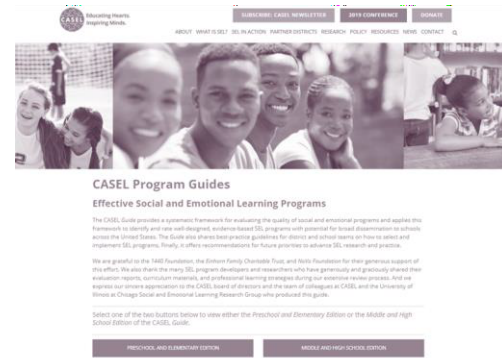 CASEL
Educating Hearts.
Inspiring Minds.
SUBSCRIBE: CASEL NEWSLETTER
2019 CONFERENCE
DONATE
ABOUT WHAT IS SEL? SEL IN ACTION PARTNER DISTRICTS RESEARCH POLICY RESOURCES NEWS CONTACT
CASEL Program Guides
Effective Social and Emotional Learning Programs
The CASEL Guide provides a systematic framework for evaluating the quality of social and emotional programs and applies this
framework to identify and rate well-designed, evidence-based SEL programs with potential for broad dissemination to schools
across the United States. The Guide also shares best-practice guidelines for district and school teams on how to select and
implement SEL programs. Finally, it offers recommendations for future priorities to advance SEL research and practice.
We are grateful to the 1440 Foundation, the Einhorn Family Charitable Trust, and NoVo Foundation for their generous support of
this effort. We also thank the many SEL program developers and researchers who have generously and graciously shared their
evaluation reports, curriculum materials, and professional learning strategies during our extensive review process. And we
express our sincere appreciation to the CASEL board of directors and the team of colleagues at CASEL and the University of
Illinois at Chicago Social and Emotional Learning Research Group who produced this guide.
Select one of the two buttons below to view either the Preschool and Elementary Edition or the Middle and High
School Edition of the CASEL Guide.
PRESCHOOL AND ELEMENTARY EDITION
MIDDLE AND HIGH SCHOOL EDITION